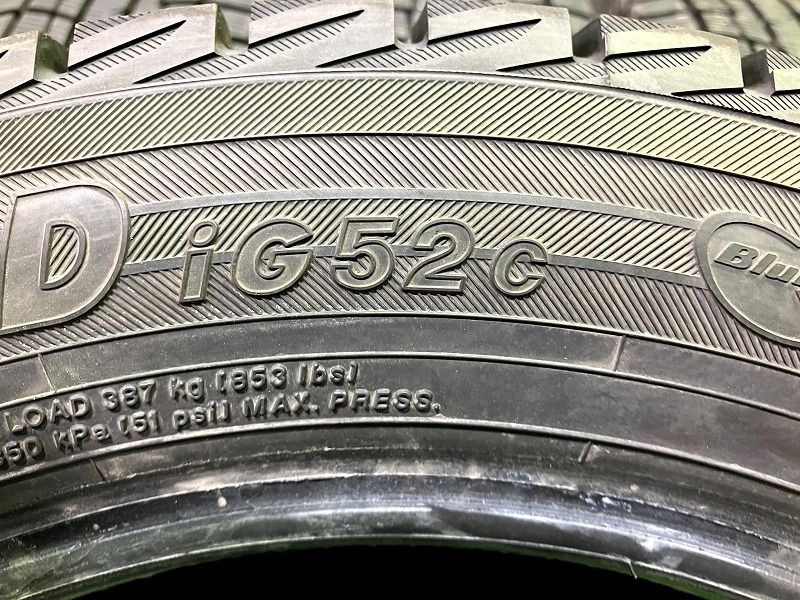 D iG52c
LOAD 387 kg (853 lbs)
350 kPa (51 psi) MAX. PRESS.